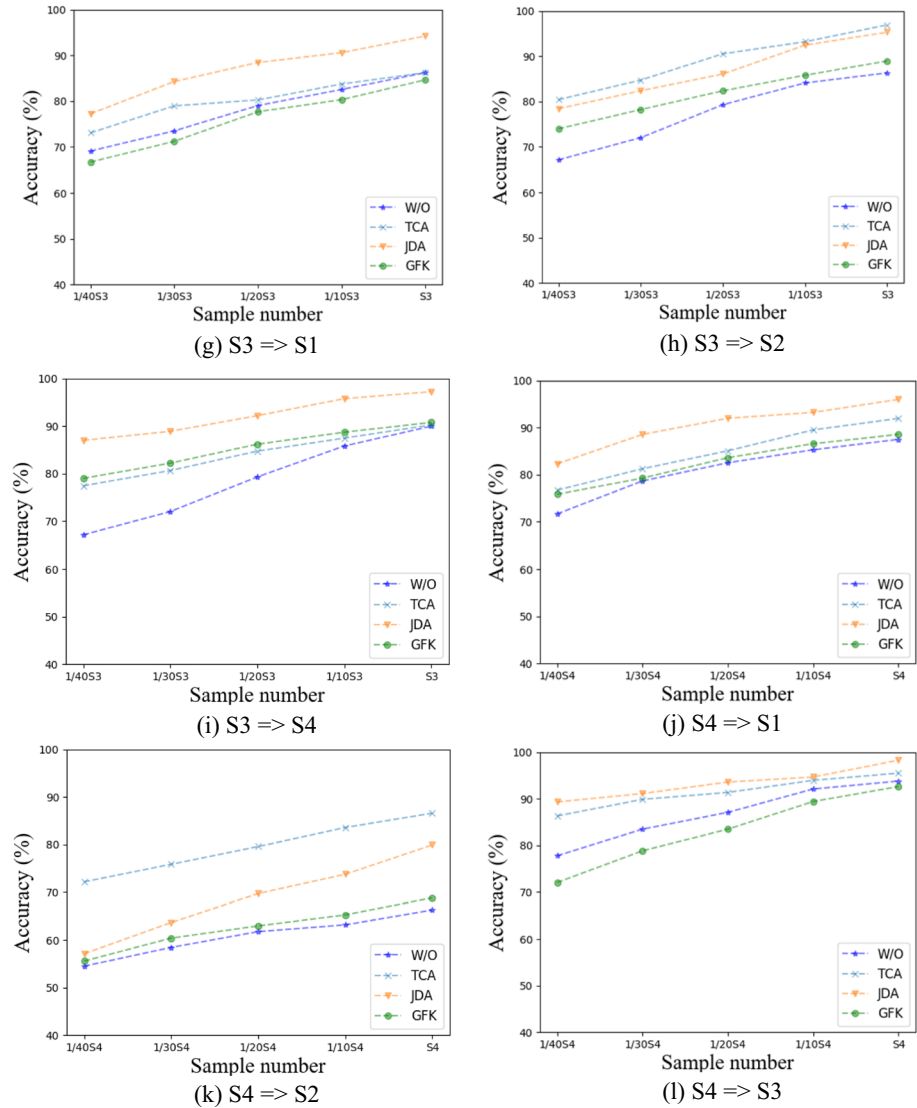 100
90
80
70
60
50
40
Accuracy (%)
W/O
TCA
JDA
GFK
1/40S3 1/30S3 1/20S3 1/10S3 S3
Sample number
(g) S3 => S1
100
90
80
70
60
50
40
Accuracy (%)
W/O
TCA
JDA
GFK
1/40S3 1/30S3 1/20S3 1/10S3 S3
Sample number
(h) S3 => S2
100
90
80
70
60
50
40
Accuracy (%)
W/O
TCA
JDA
GFK
1/40S3 1/30S3 1/20S3 1/10S3 S3
Sample number
(i) S3 => S4
100
90
80
70
60
50
40
Accuracy (%)
W/O
TCA
JDA
GFK
1/40S4 1/30S4 1/20S4 1/10S4 S4
Sample number
(j) S4 => S1
100
90
80
70
60
50
40
Accuracy (%)
W/O
TCA
JDA
GFK
1/40S4 1/30S4 1/20S4 1/10S4 S4
Sample number
(k) S4 => S2
100
90
80
70
60
50
40
Accuracy (%)
W/O
TCA
JDA
GFK
1/40S4 1/30S4 1/20S4 1/10S4 S4
Sample number
(l) S4 => S3